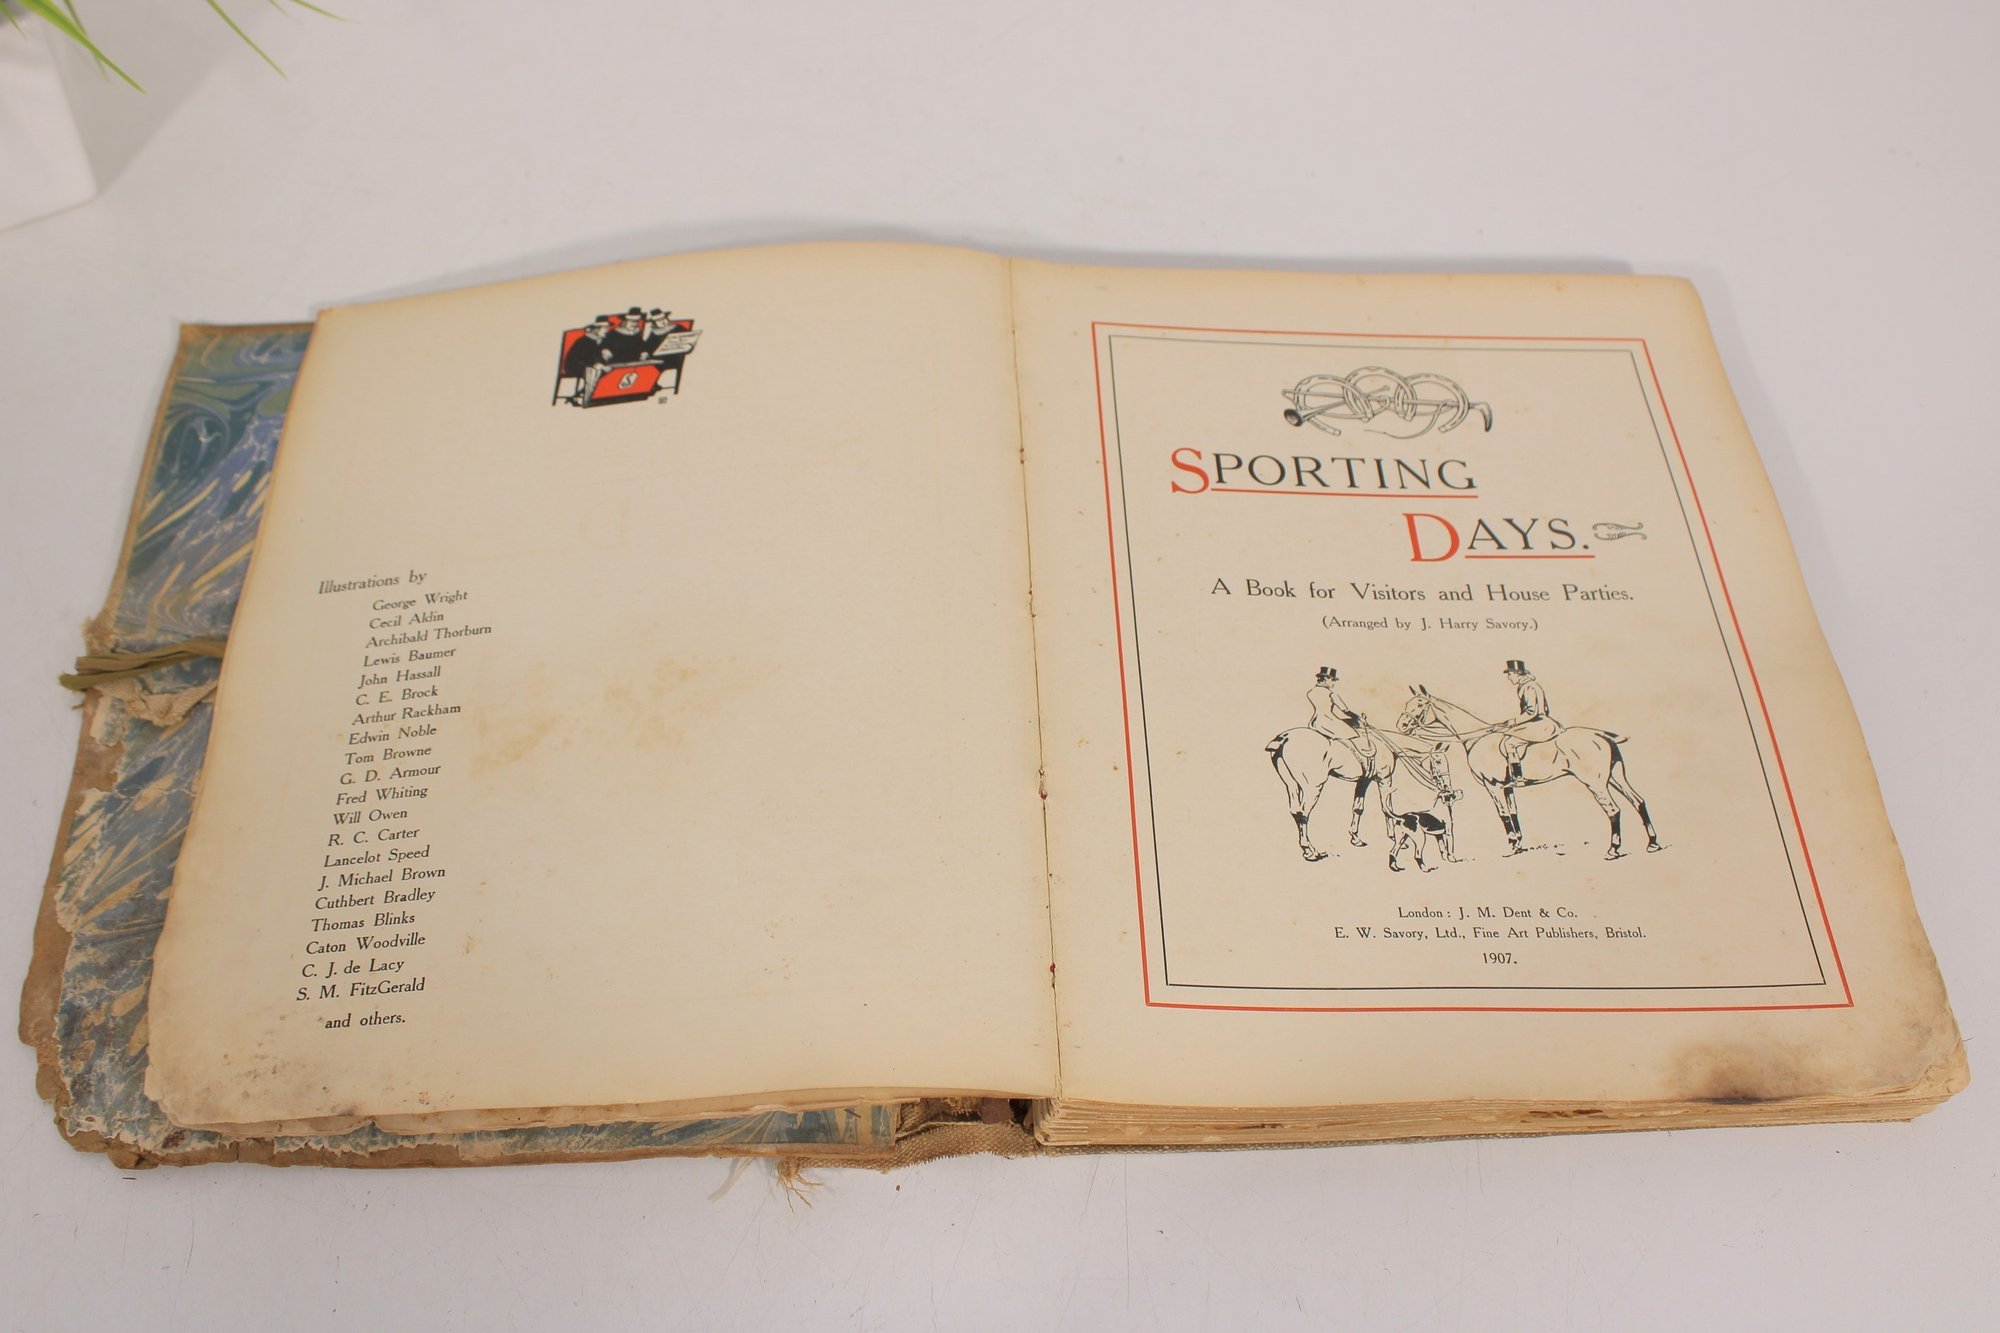 S
Illustrations by
George Wright
Cecil Aldin
Archibald Thorburn
Lewis Baumer
John Hassall
C. E. Brock
Arthur Rackham
Edwin Noble
Tom Browne
G. D. Armour
Fred Whiting
Will Owen
R. C. Carter
Lancelot Speed
J. Michael Brown
Cuthbert Bradley
Thomas Blinks
Caton Woodville
C. J. de Lacy
S. M. FitzGerald
and others.
SPORTING
DAYS.
A Book for Visitors and House Parties.
(Arranged by J. Harry Savory.)
London: J. M. Dent & Co.
E. W. Savory, Ltd., Fine Art Publishers, Bristol.
1907.